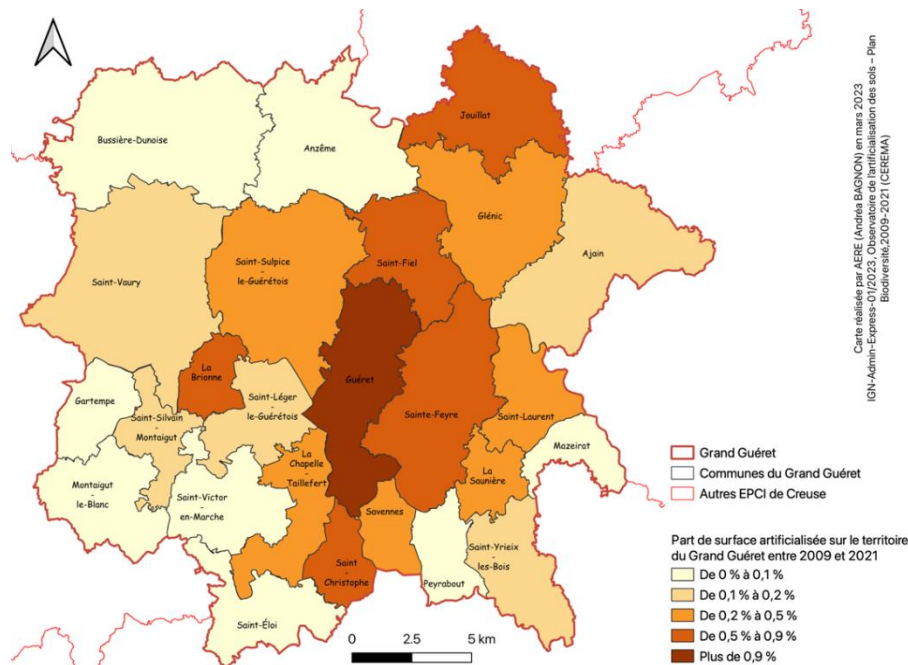 Jouillat
Bussière-Dunoise
Anzême
Glénic
Ajain
Saint-Fiel
Saint-Sulpice
-
le-Guérétois
Saint-Vaury
La
Brionne
Guéret
Gartempe
Saint-Léger
-
le-Guérétois
Sainte-Feyre
Saint-Silvain
-
Montaigut
Saint-Laurent
Mazeirat
La
Chapelle
-
Taillefert
La
Saunière
Montaigut
-
le-Blanc
Saint-Victor
-
en-Marche
Savennes
Saint-Yrieix
-
les-Bois
Saint
-
Christophe
Peyrabout
Saint-Éloi
0 2.5 5 km
Carte réalisée par AERE (Andréa BAGNON) en mars 2023
IGN-Admin-Express-01/2023, Observatoire de l'artificialisation des sols – Plan
Biodiversité,2009-2021 (CEREMA)
Grand Guéret
Communes du Grand Guéret
Autres EPCI de Creuse
Part de surface artificialisée sur le territoire
du Grand Guéret entre 2009 et 2021
De 0 % à 0,1 %
De 0,1 % à 0,2 %
De 0,2 % à 0,5 %
De 0,5 % à 0,9 %
Plus de 0,9 %